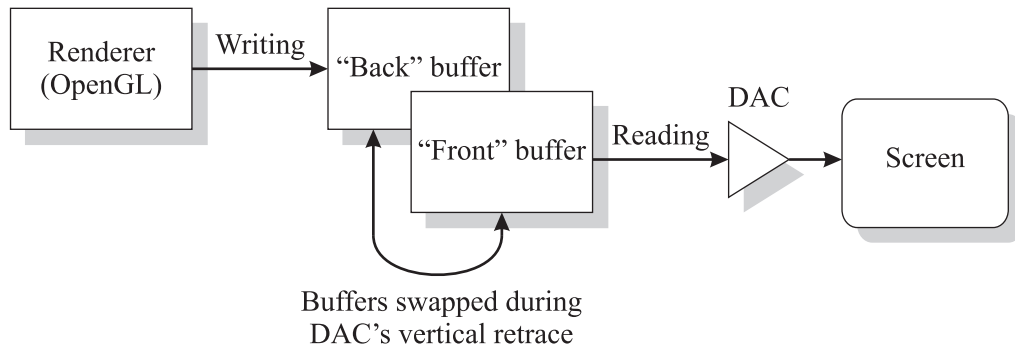 Renderer
(OpenGL)
Writing
“Back” buffer
“Front” buffer
Reading
DAC
Screen
Buffers swapped during
DAC’s vertical retrace